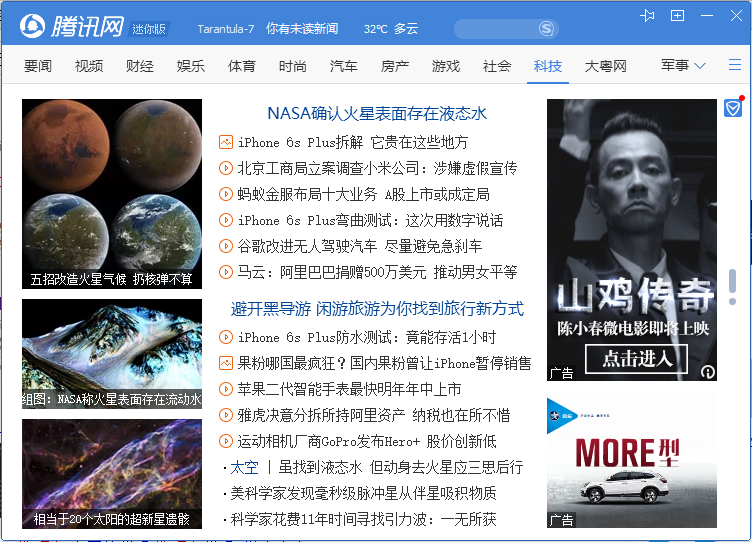 腾讯网 迷你版 Tarantula-7 你有未读新闻 32℃ 多云
要闻 视频 财经 娱乐 体育 时尚 汽车 房产 游戏 社会 科技 大粤网 军事
五招改造火星气候 扔核弹不算
组图：NASA称火星表面存在流动水
相当于20个太阳的超新星遗骸
NASA确认火星表面存在液态水
iPhone 6s Plus拆解 它贵在这些地方
北京工商局立案调查小米公司：涉嫌虚假宣传
蚂蚁金服布局十大业务 A股上市或成定局
iPhone 6s Plus弯曲测试：这次用数字说话
谷歌改进无人驾驶汽车 尽量避免急刹车
马云：阿里巴巴捐赠500万美元 推动男女平等
避开黑导游 闲游旅游为你找到旅行新方式
iPhone 6s Plus防水测试：竟能存活1小时
果粉哪国最疯狂？国内果粉曾让iPhone暂停销售
苹果二代智能手表最快明年年中上市
雅虎决意分拆所持阿里资产 纳税也在所不惜
运动相机厂商GoPro发布Hero+ 股价创新低
·太空 | 虽找到液态水 但动身去火星应三思后行
·美科学家发现毫秒级脉冲星从伴星吸积物质
·科学家花费11年时间寻找引力波：一无所获
山鸡传奇
陈小春微电影即将上映
点击进入
广告
MORE型
广告